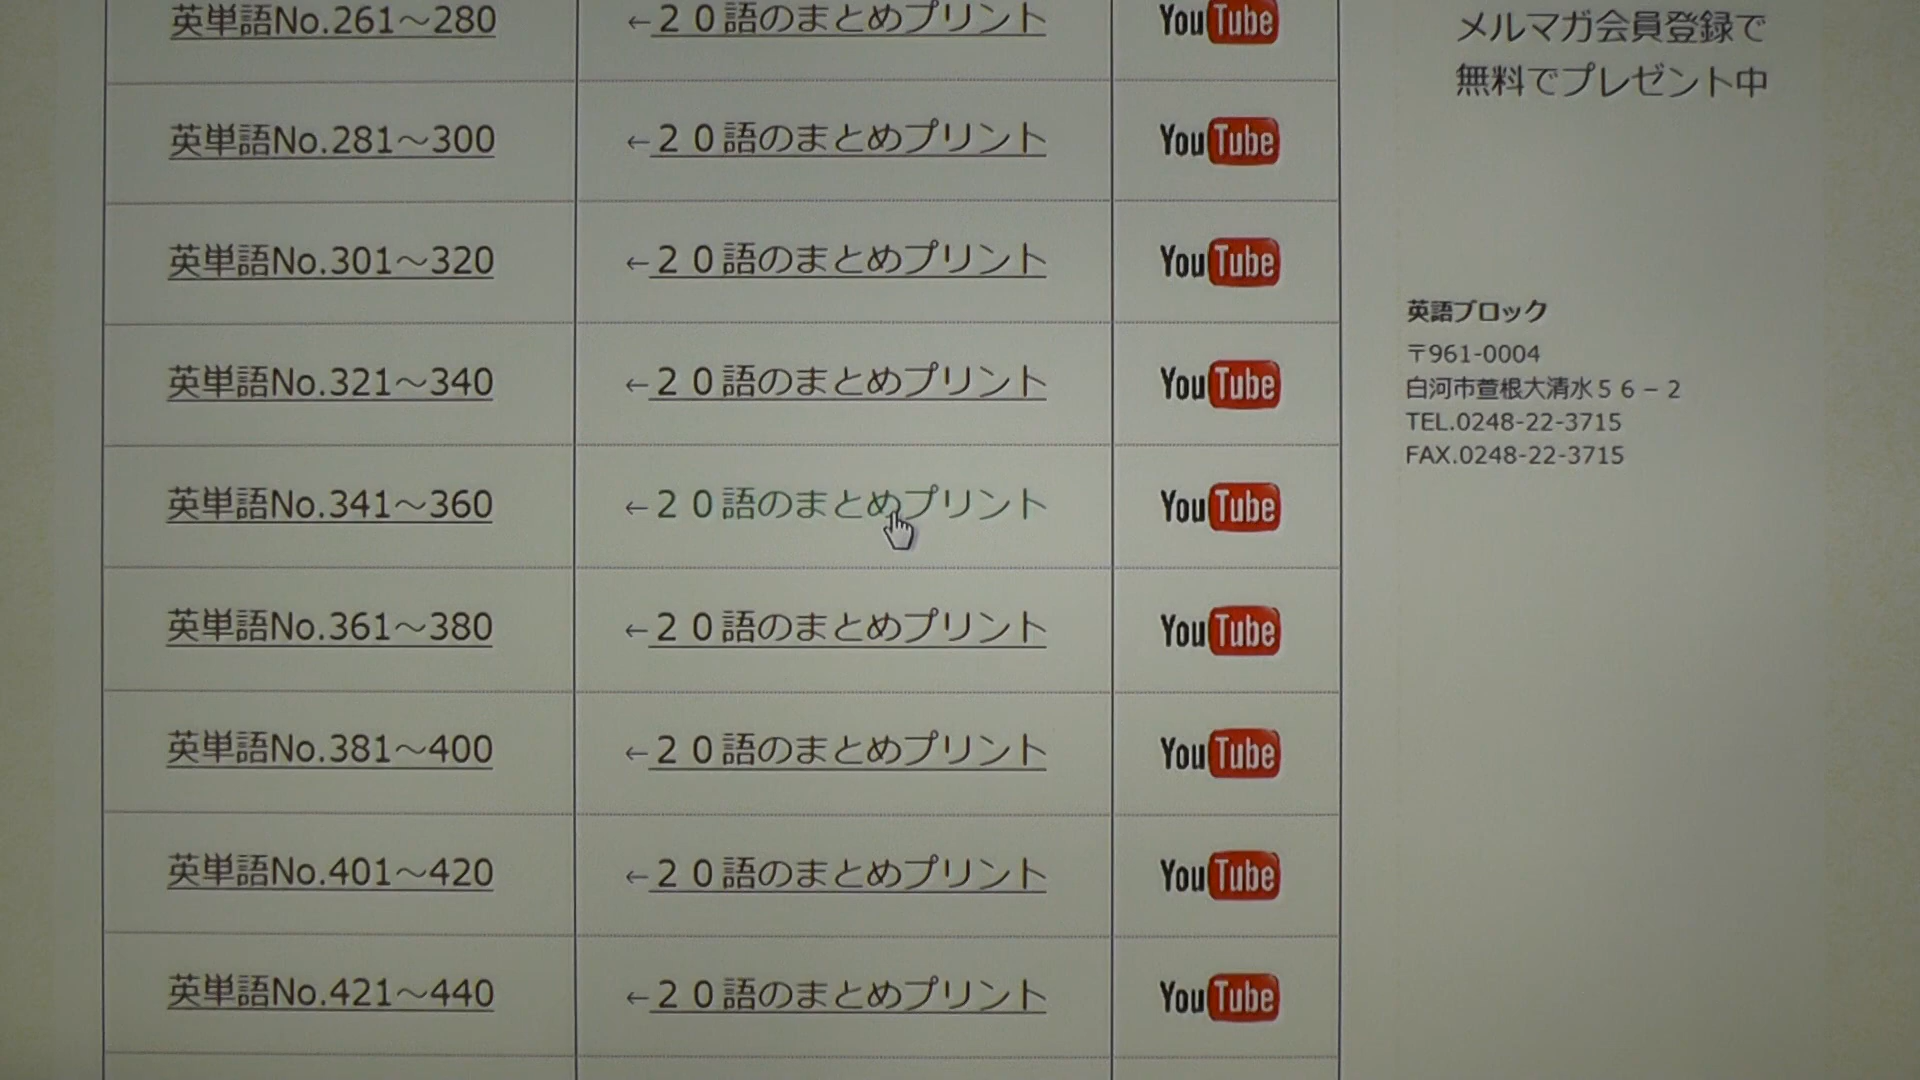 英単語No.261～280 ←２０語のまとめプリント YouTube
英単語No.281～300 ←２０語のまとめプリント YouTube
英単語No.301～320 ←２０語のまとめプリント YouTube
英単語No.321～340 ←２０語のまとめプリント YouTube
英単語No.341～360 ←２０語のまとめプリント YouTube
英単語No.361～380 ←２０語のまとめプリント YouTube
英単語No.381～400 ←２０語のまとめプリント YouTube
英単語No.401～420 ←２０語のまとめプリント YouTube
英単語No.421～440 ←２０語のまとめプリント YouTube
メルマガ会員登録で
無料でプレゼント中
英語ブロック
〒961-0004
白河市萱根大清水５６－２
TEL.0248-22-3715
FAX.0248-22-3715